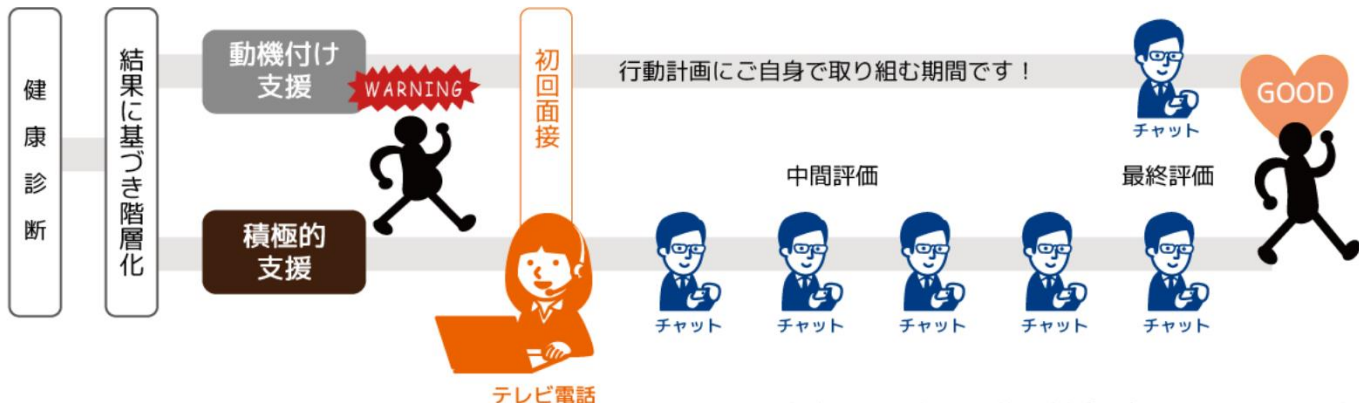 健康診断
結果に基づき階層化
動機付け
支援
WARNING
積極的
支援
初回面接
テレビ電話
行動計画にご自身で取り組む期間です！
チャット
中間評価
最終評価
チャット
チャット
チャット
チャット
チャット
GOOD